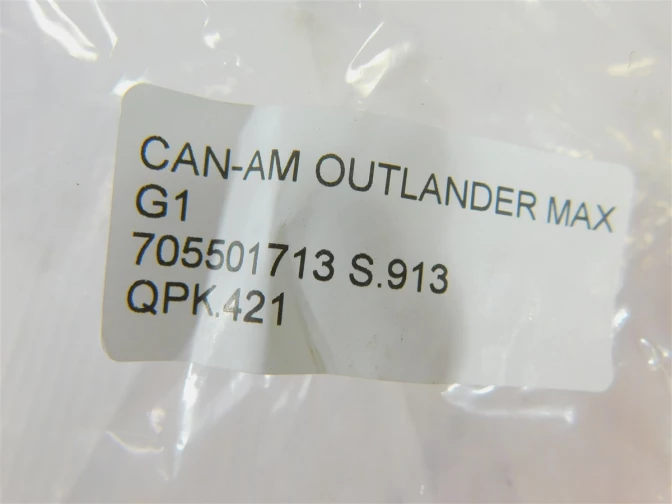 CAN-AM OUTLANDER MAX
G1
705501713 S.913
QPK.421